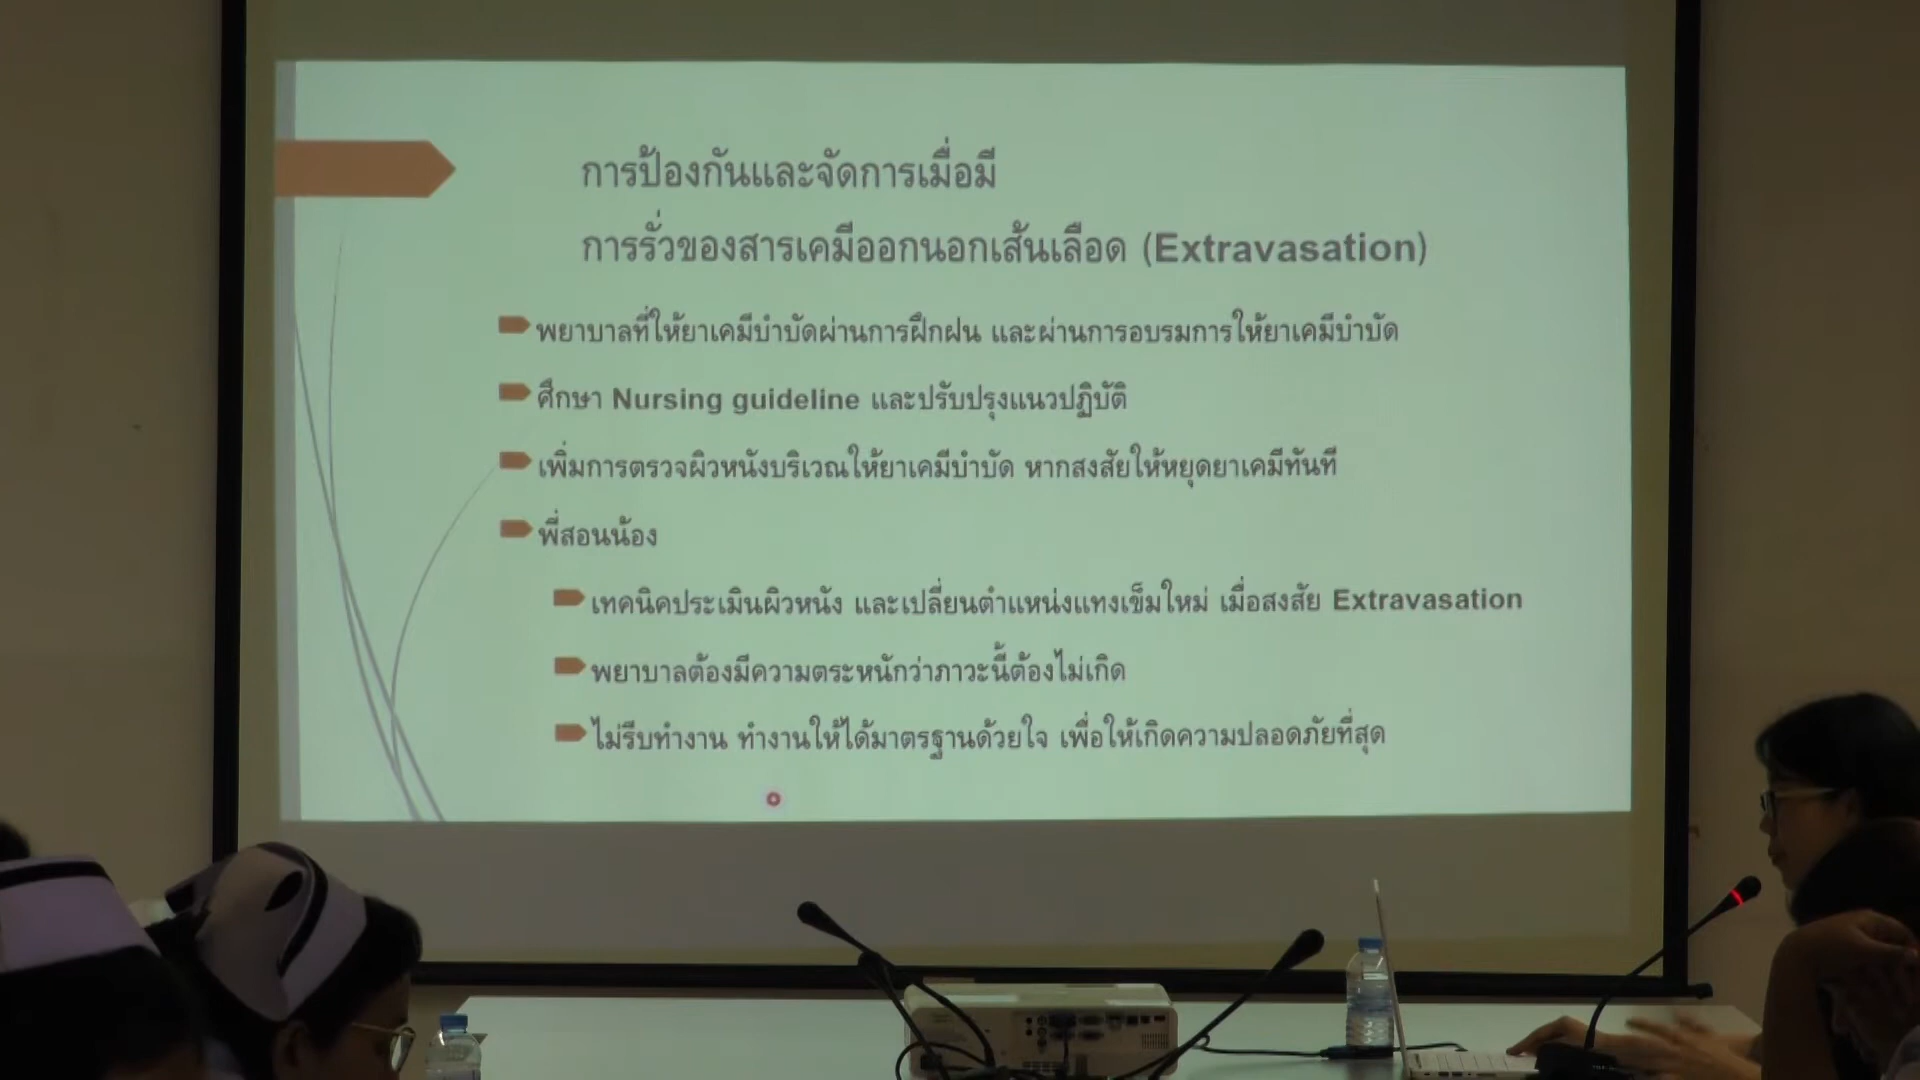 การป้องกันและจัดการเมื่อมี
การรั่วของสารเคมีออกนอกเส้นเลือด (Extravasation)
พยาบาลที่ให้ยาเคมีบำบัดผ่านการฝึกฝน และผ่านการอบรมการให้ยาเคมีบำบัด
ศึกษา Nursing guideline และปรับปรุงแนวปฏิบัติ
เพิ่มการตรวจผิวหนังบริเวณให้ยาเคมีบำบัด หากสงสัยให้หยุดยาเคมีทันที
พี่สอนน้อง
เทคนิคประเมินผิวหนัง และเปลี่ยนตำแหน่งแทงเข็มใหม่ เมื่อสงสัย Extravasation
พยาบาลต้องมีความตระหนักว่าภาวะนี้ต้องไม่เกิด
ไม่รีบทำงาน ทำงานให้ได้มาตรฐานด้วยใจ เพื่อให้เกิดความปลอดภัยที่สุด